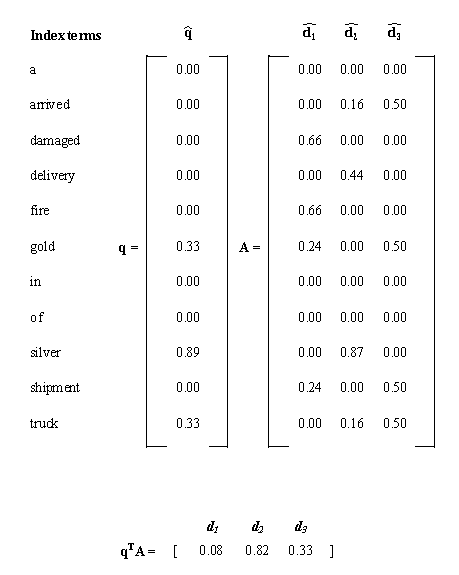 Index terms q̂ d̂₁ d̂₂ d̂₃
a 0.00 0.00 0.00 0.00
arrived 0.00 0.00 0.16 0.50
damaged 0.00 0.66 0.00 0.00
delivery 0.00 0.00 0.44 0.00
fire 0.00 0.66 0.00 0.00
gold q = 0.33 A = 0.24 0.00 0.50
in 0.00 0.00 0.00 0.00
of 0.00 0.00 0.00 0.00
silver 0.89 0.00 0.87 0.00
shipment 0.00 0.24 0.00 0.50
truck 0.33 0.00 0.16 0.50
d₁ d₂ d₃
qᵀA = [ 0.08 0.82 0.33 ]